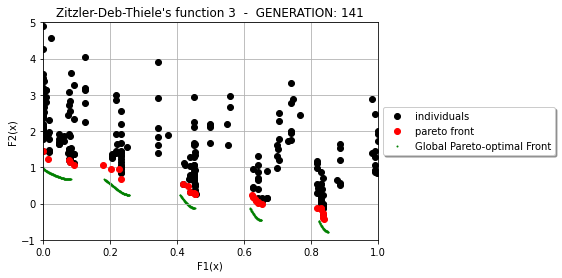 Zitzler-Deb-Thiele's function 3 - GENERATION: 141
5
4
3
2
1
0
−1
F2(x)
0.0 0.2 0.4 0.6 0.8 1.0
F1(x)
individuals
pareto front
Global Pareto-optimal Front